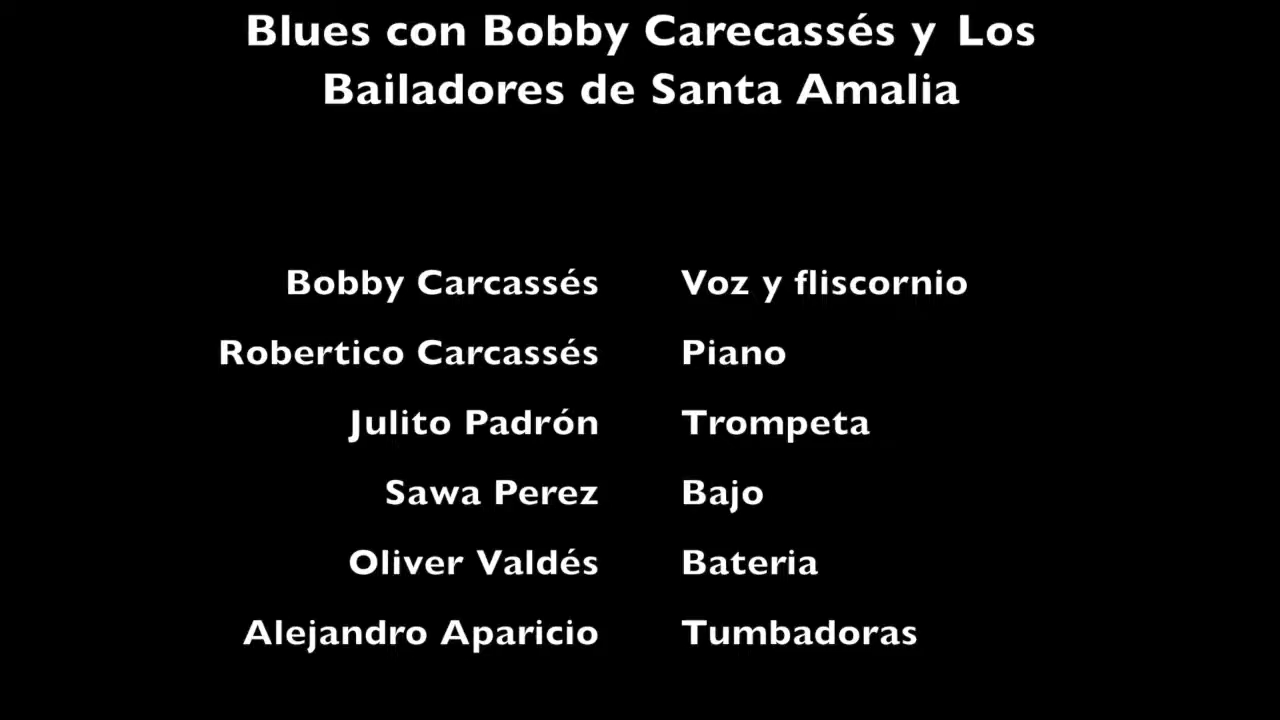 Blues con Bobby Carecassés y Los
Bailadores de Santa Amalia
Bobby Carcassés Voz y fliscornio
Robertico Carcassés Piano
Julito Padrón Trompeta
Sawa Perez Bajo
Oliver Valdés Bateria
Alejandro Aparicio Tumbadoras